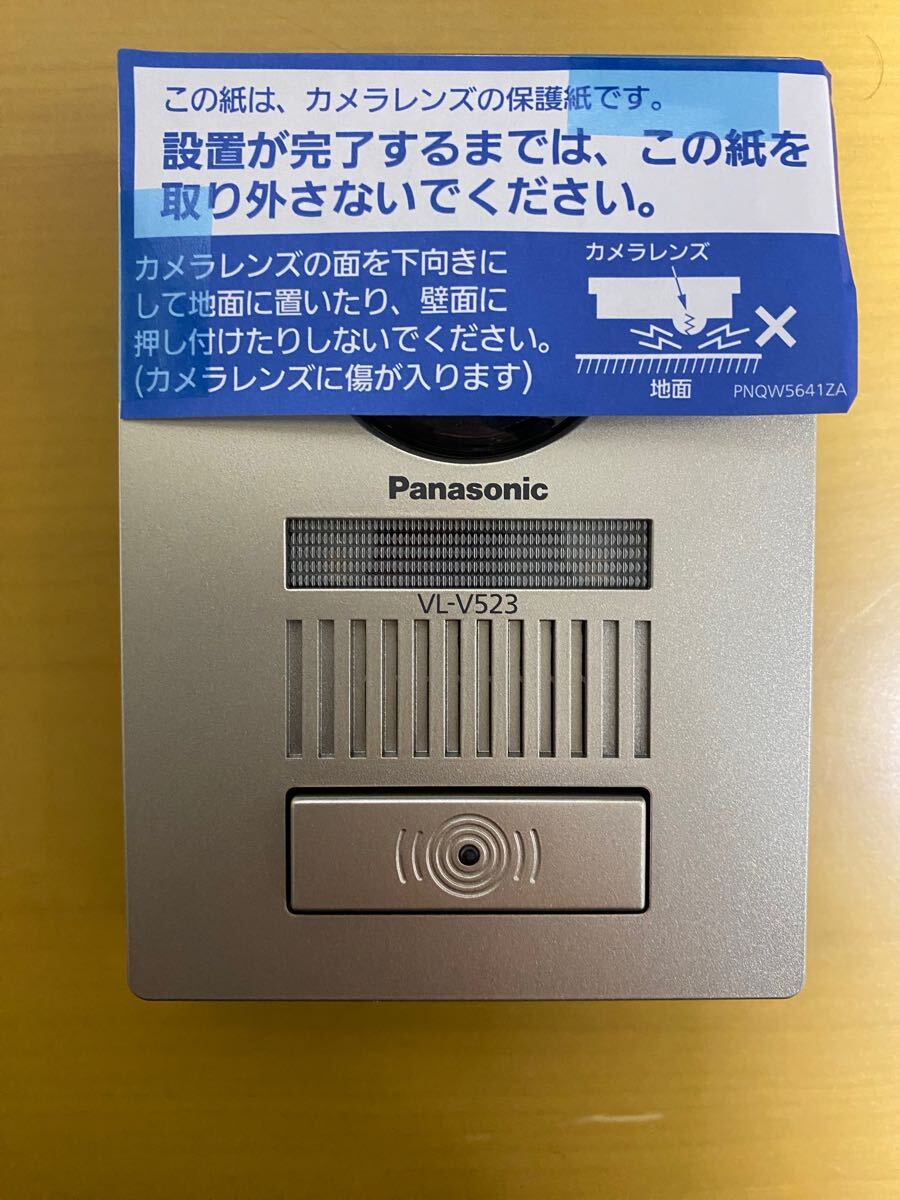 この紙は、カメラレンズの保護紙です。
設置が完了するまでは、この紙を
取り外さないでください。
カメラレンズの面を下向きに
して地面に置いたり、壁面に
押し付けたりしないでください。
(カメラレンズに傷が入ります)
カメラレンズ
地面
PNQW5641ZA
Panasonic
VL-V523